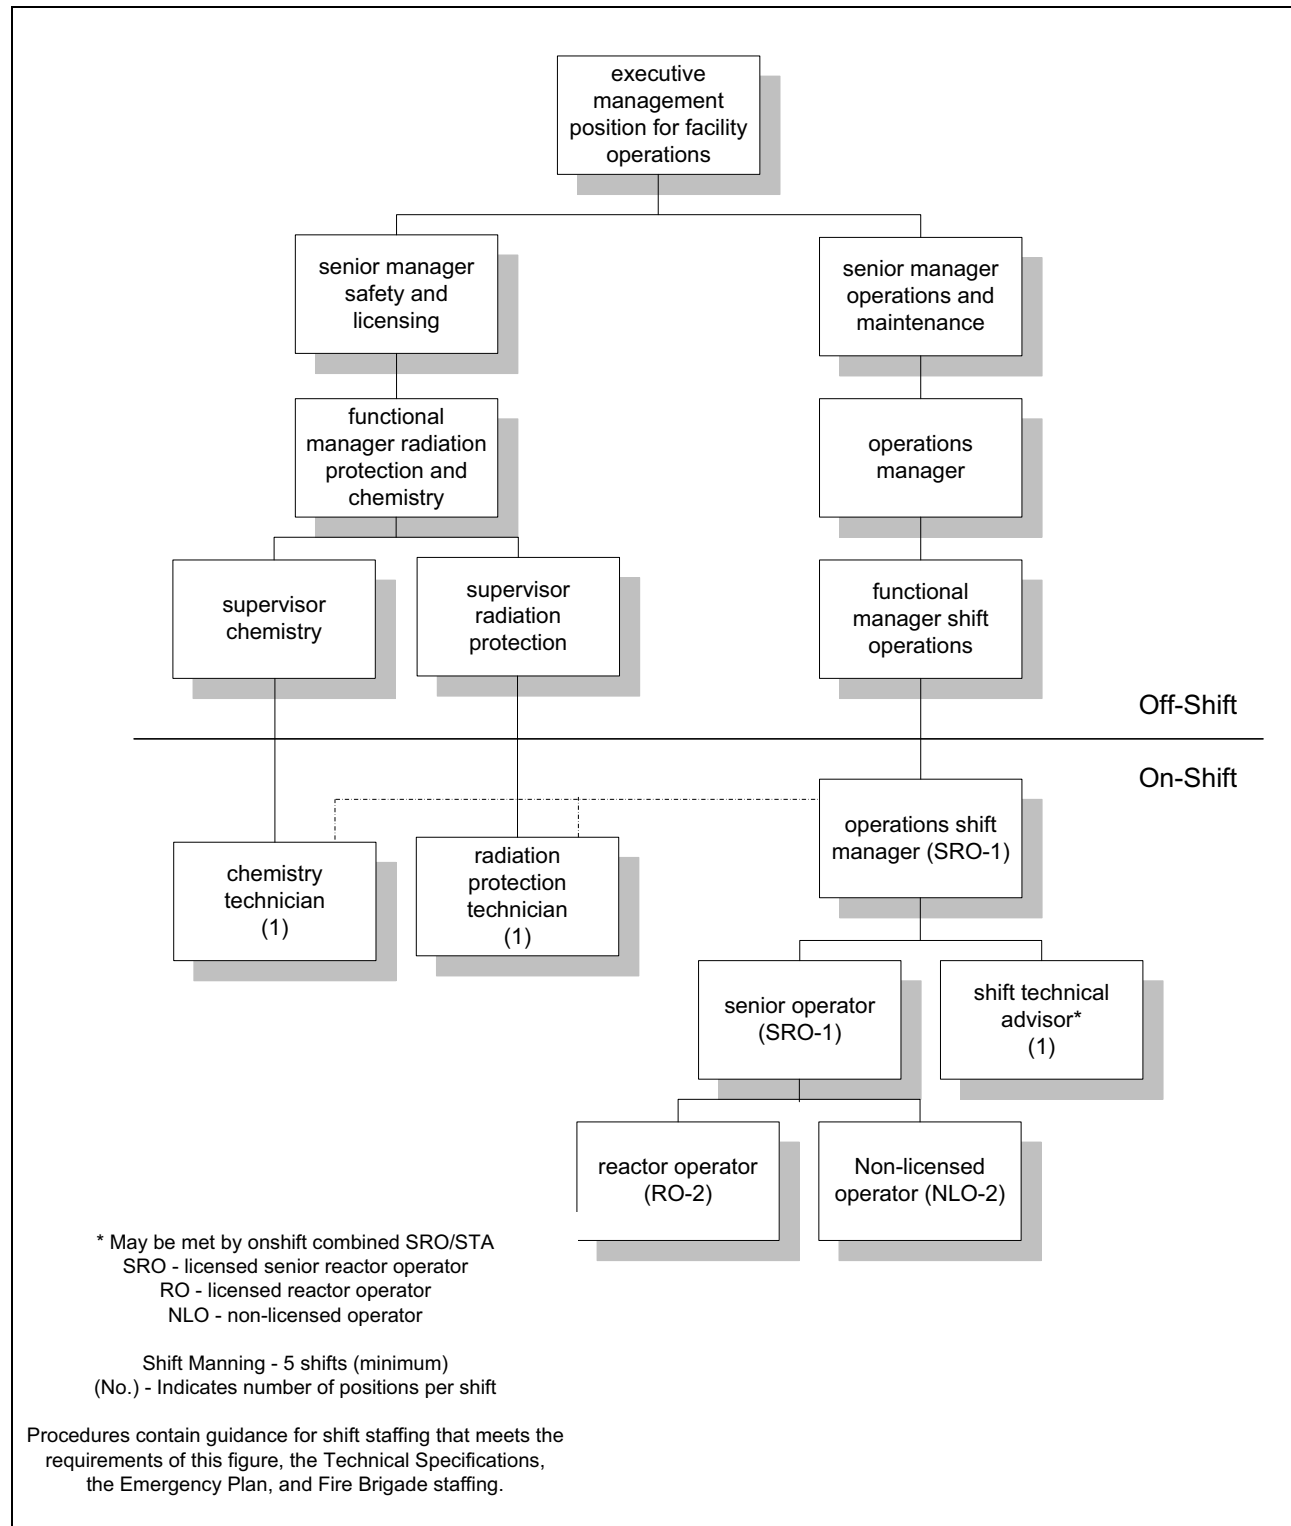 executive
management
position for facility
operations
senior manager
safety and
licensing
senior manager
operations and
maintenance
functional
manager radiation
protection and
chemistry
operations
manager
supervisor
chemistry
supervisor
radiation
protection
functional
manager shift
operations
Off-Shift
On-Shift
operations shift
manager (SRO-1)
chemistry
technician
(1)
radiation
protection
technician
(1)
senior operator
(SRO-1)
shift technical
advisor*
(1)
reactor operator
(RO-2)
Non-licensed
operator (NLO-2)
* May be met by onshift combined SRO/STA
SRO - licensed senior reactor operator
RO - licensed reactor operator
NLO - non-licensed operator
Shift Manning - 5 shifts (minimum)
(No.) - Indicates number of positions per shift
Procedures contain guidance for shift staffing that meets the
requirements of this figure, the Technical Specifications,
the Emergency Plan, and Fire Brigade staffing.